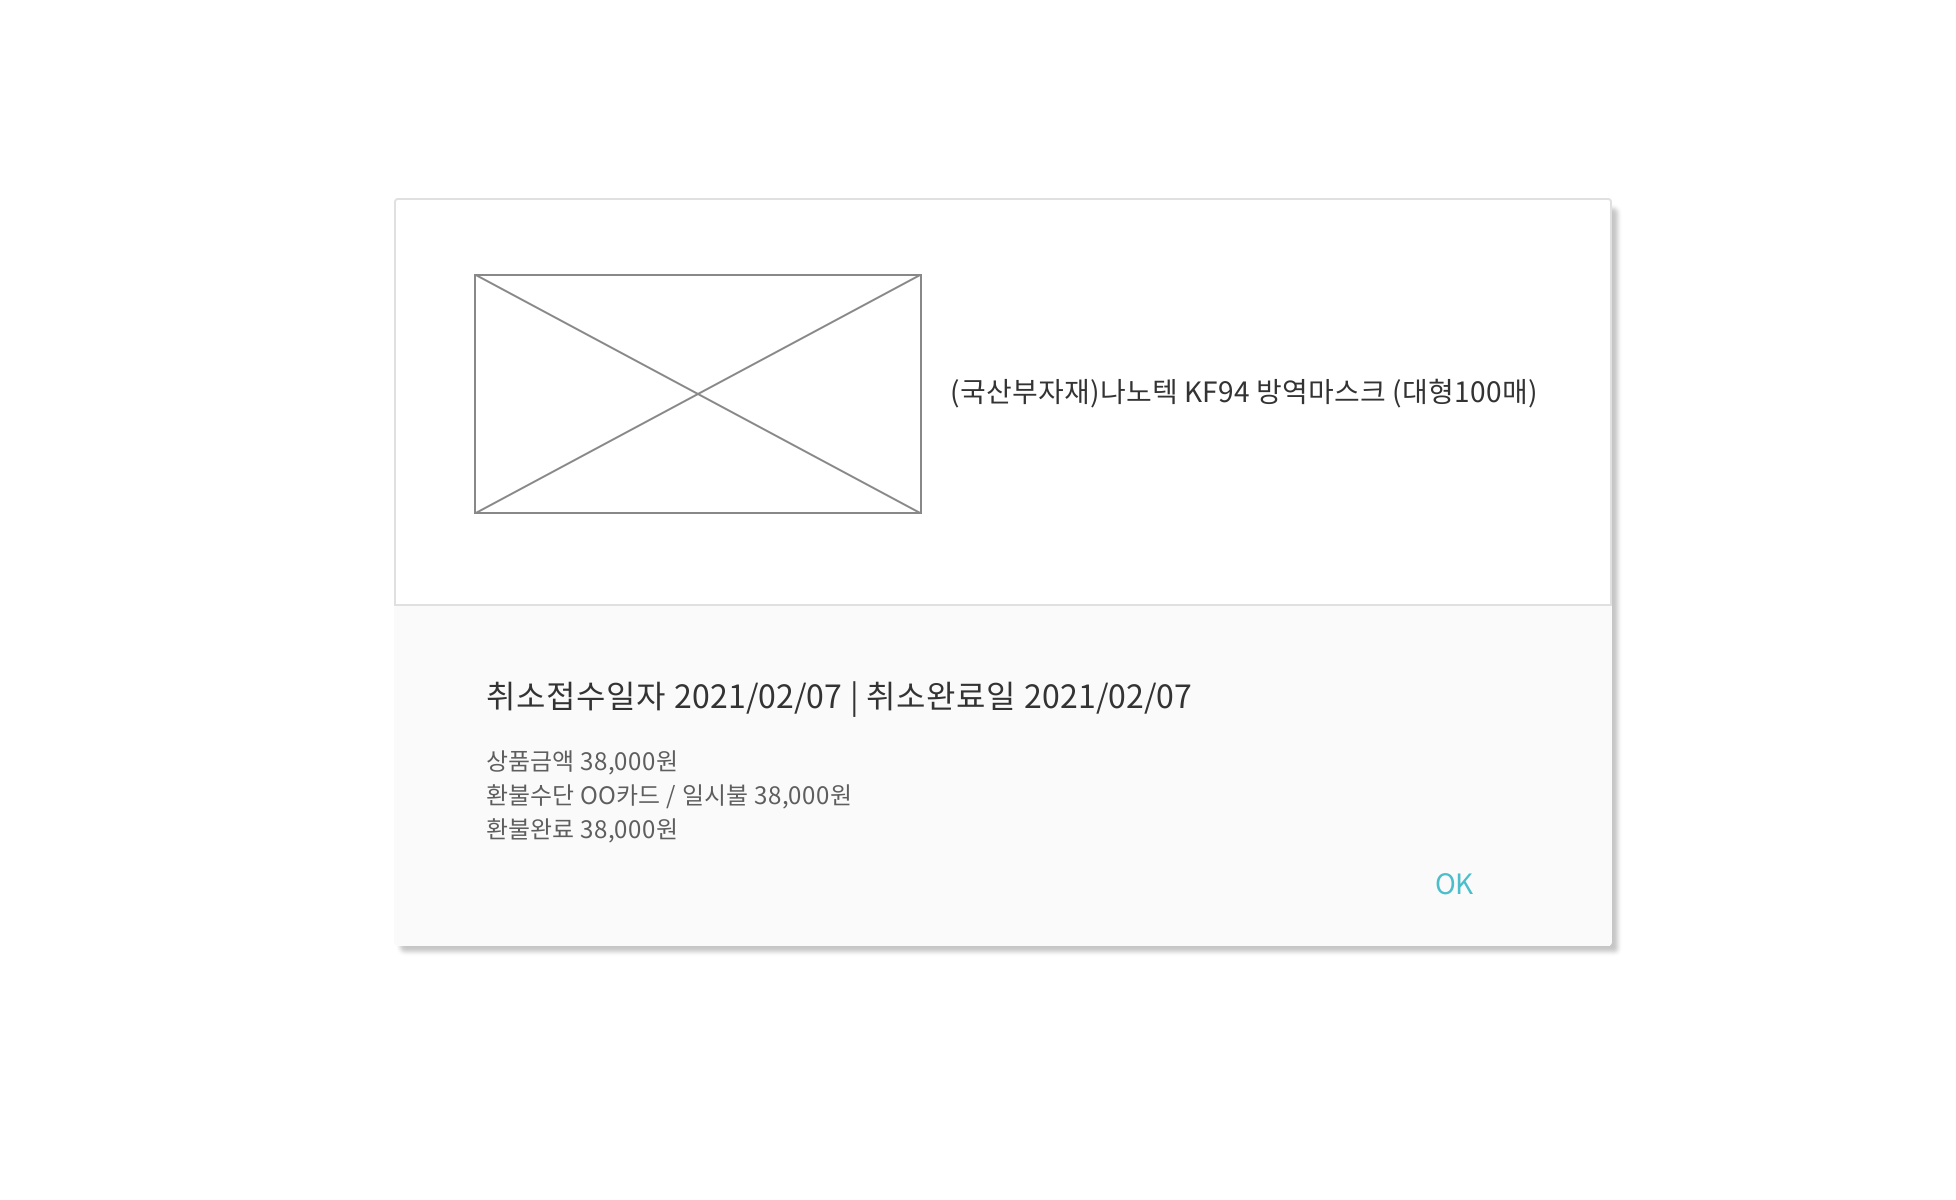 (국산부자재)나노텍 KF94 방역마스크 (대형100매)
취소접수일자 2021/02/07 | 취소완료일 2021/02/07
상품금액 38,000원
환불수단 OO카드 / 일시불 38,000원
환불완료 38,000원
OK